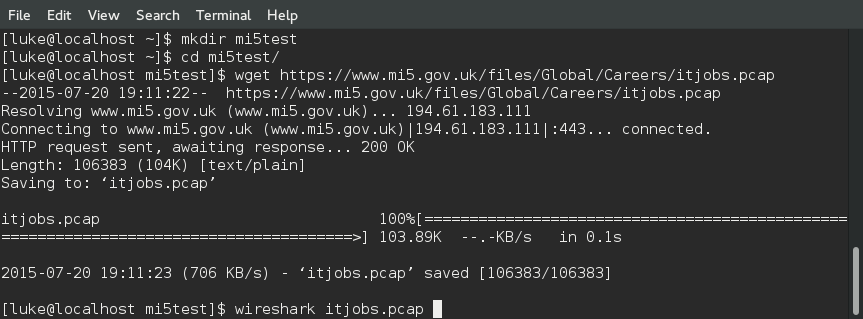 File Edit View Search Terminal Help
[luke@localhost ~]$ mkdir mi5test
[luke@localhost ~]$ cd mi5test/
[luke@localhost mi5test]$ wget https://www.mi5.gov.uk/files/Global/Careers/itjobs.pcap
--2015-07-20 19:11:22--  https://www.mi5.gov.uk/files/Global/Careers/itjobs.pcap
Resolving www.mi5.gov.uk (www.mi5.gov.uk)... 194.61.183.111
Connecting to www.mi5.gov.uk (www.mi5.gov.uk)|194.61.183.111|:443... connected.
HTTP request sent, awaiting response... 200 OK
Length: 106383 (104K) [text/plain]
Saving to: ‘itjobs.pcap’
itjobs.pcap 100%[===============================================
=======================================>] 103.89K --.-KB/s in 0.1s
2015-07-20 19:11:23 (706 KB/s) - ‘itjobs.pcap’ saved [106383/106383]
[luke@localhost mi5test]$ wireshark itjobs.pcap